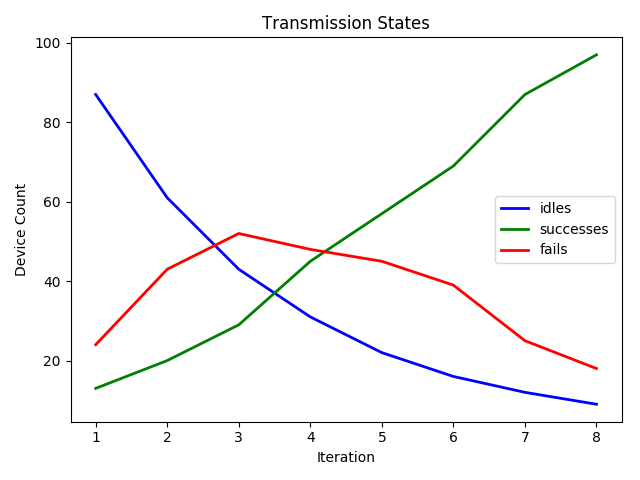 Transmission States
Device Count
100
80
60
40
20
idles
successes
fails
1 2 3 4 5 6 7 8
Iteration